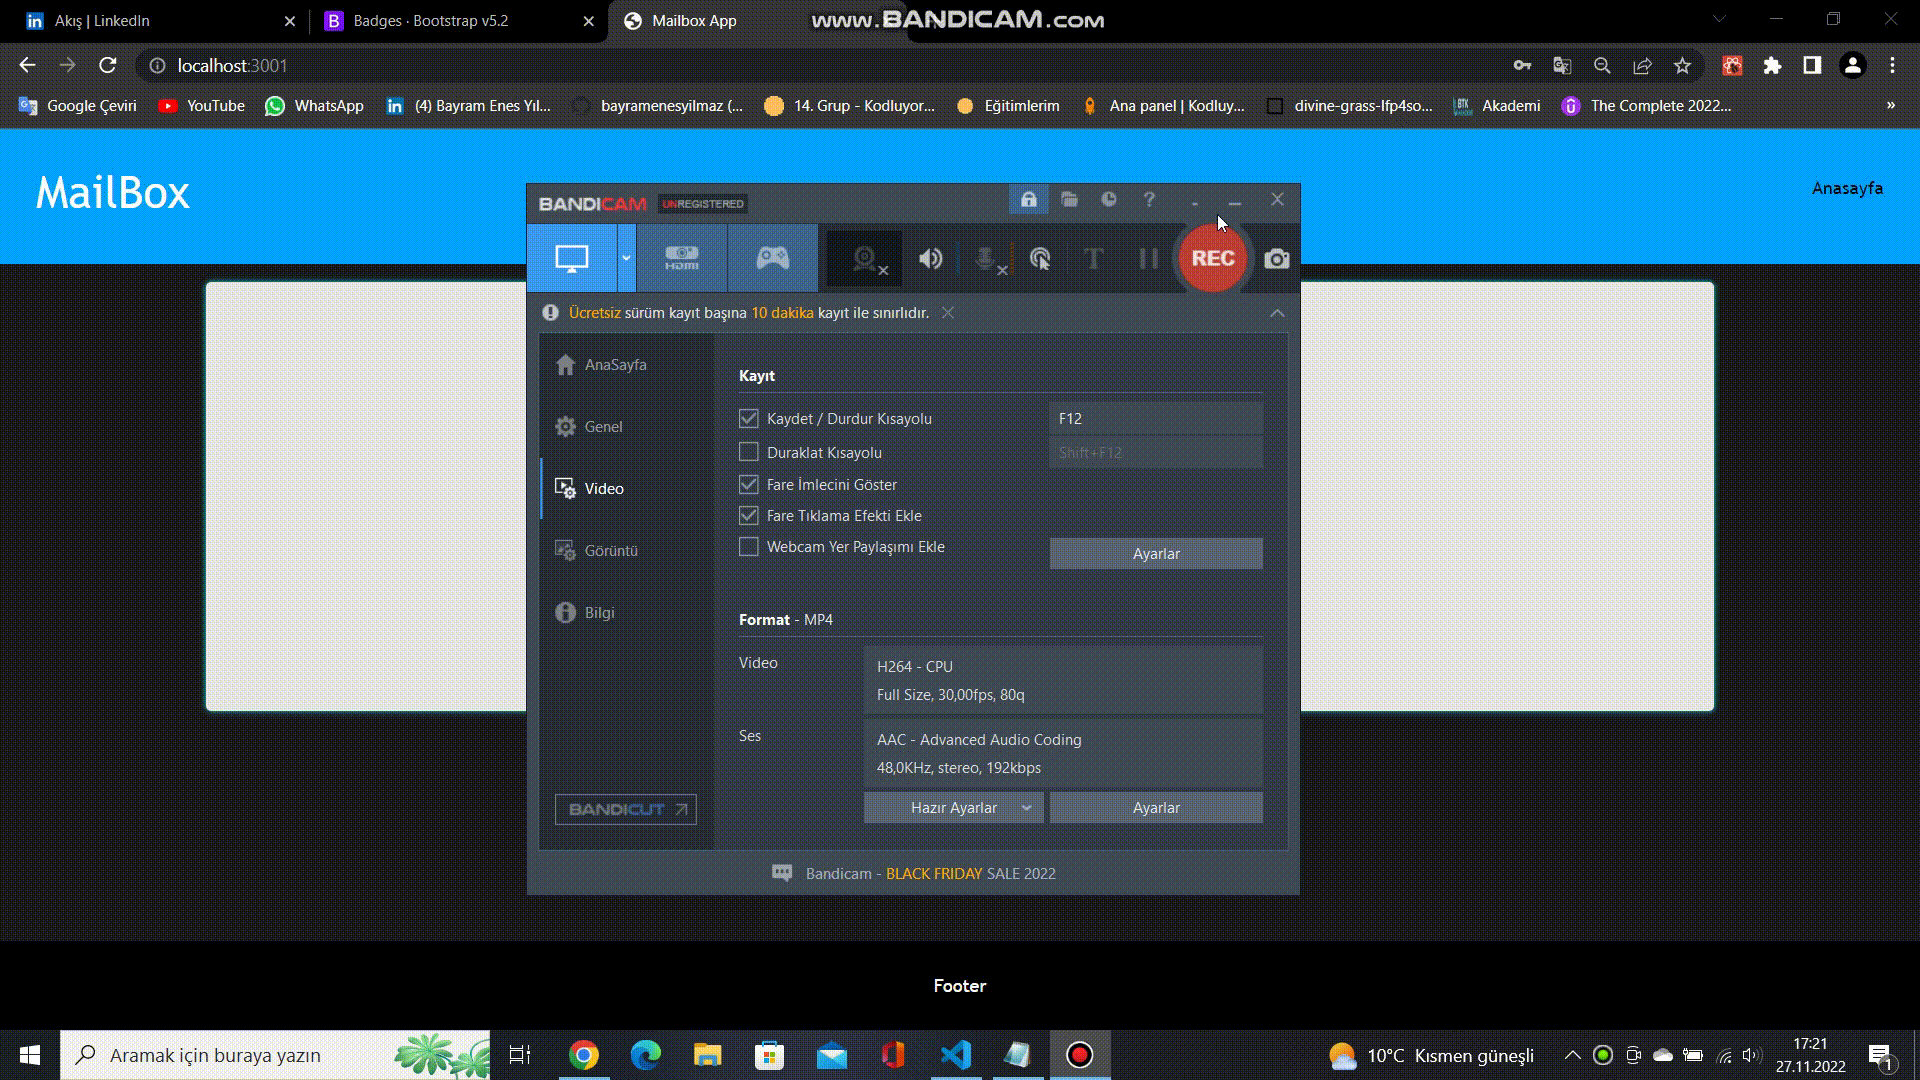 Akış | LinkedIn
Badges · Bootstrap v5.2
Mailbox App
www.BANDICAM.com
localhost:3001
Google Çeviri
YouTube
WhatsApp
(4) Bayram Enes Yıl...
bayramenesyilmaz (...
14. Grup - Kodluyor...
Eğitimlerim
Ana panel | Kodluy...
divine-grass-lfp4so...
BTK
Akademi
The Complete 2022...
»
MailBox
Anasayfa
BANDICAM
UNREGISTERED
HDMI
REC
Ücretsiz sürüm kayıt başına 10 dakika kayıt ile sınırlıdır.
AnaSayfa
Genel
Video
Görüntü
Bilgi
BANDICUT
Kayıt
Kaydet / Durdur Kısayolu
F12
Duraklat Kısayolu
Shift+F12
Fare İmlecini Göster
Fare Tıklama Efekti Ekle
Webcam Yer Paylaşımı Ekle
Ayarlar
Format - MP4
Video
H264 - CPU
Full Size, 30,00fps, 80q
Ses
AAC - Advanced Audio Coding
48,0KHz, stereo, 192kbps
Hazır Ayarlar
Ayarlar
Bandicam - BLACK FRIDAY SALE 2022
Footer
Aramak için buraya yazın
10°C Kısmen güneşli
17:21
27.11.2022
1